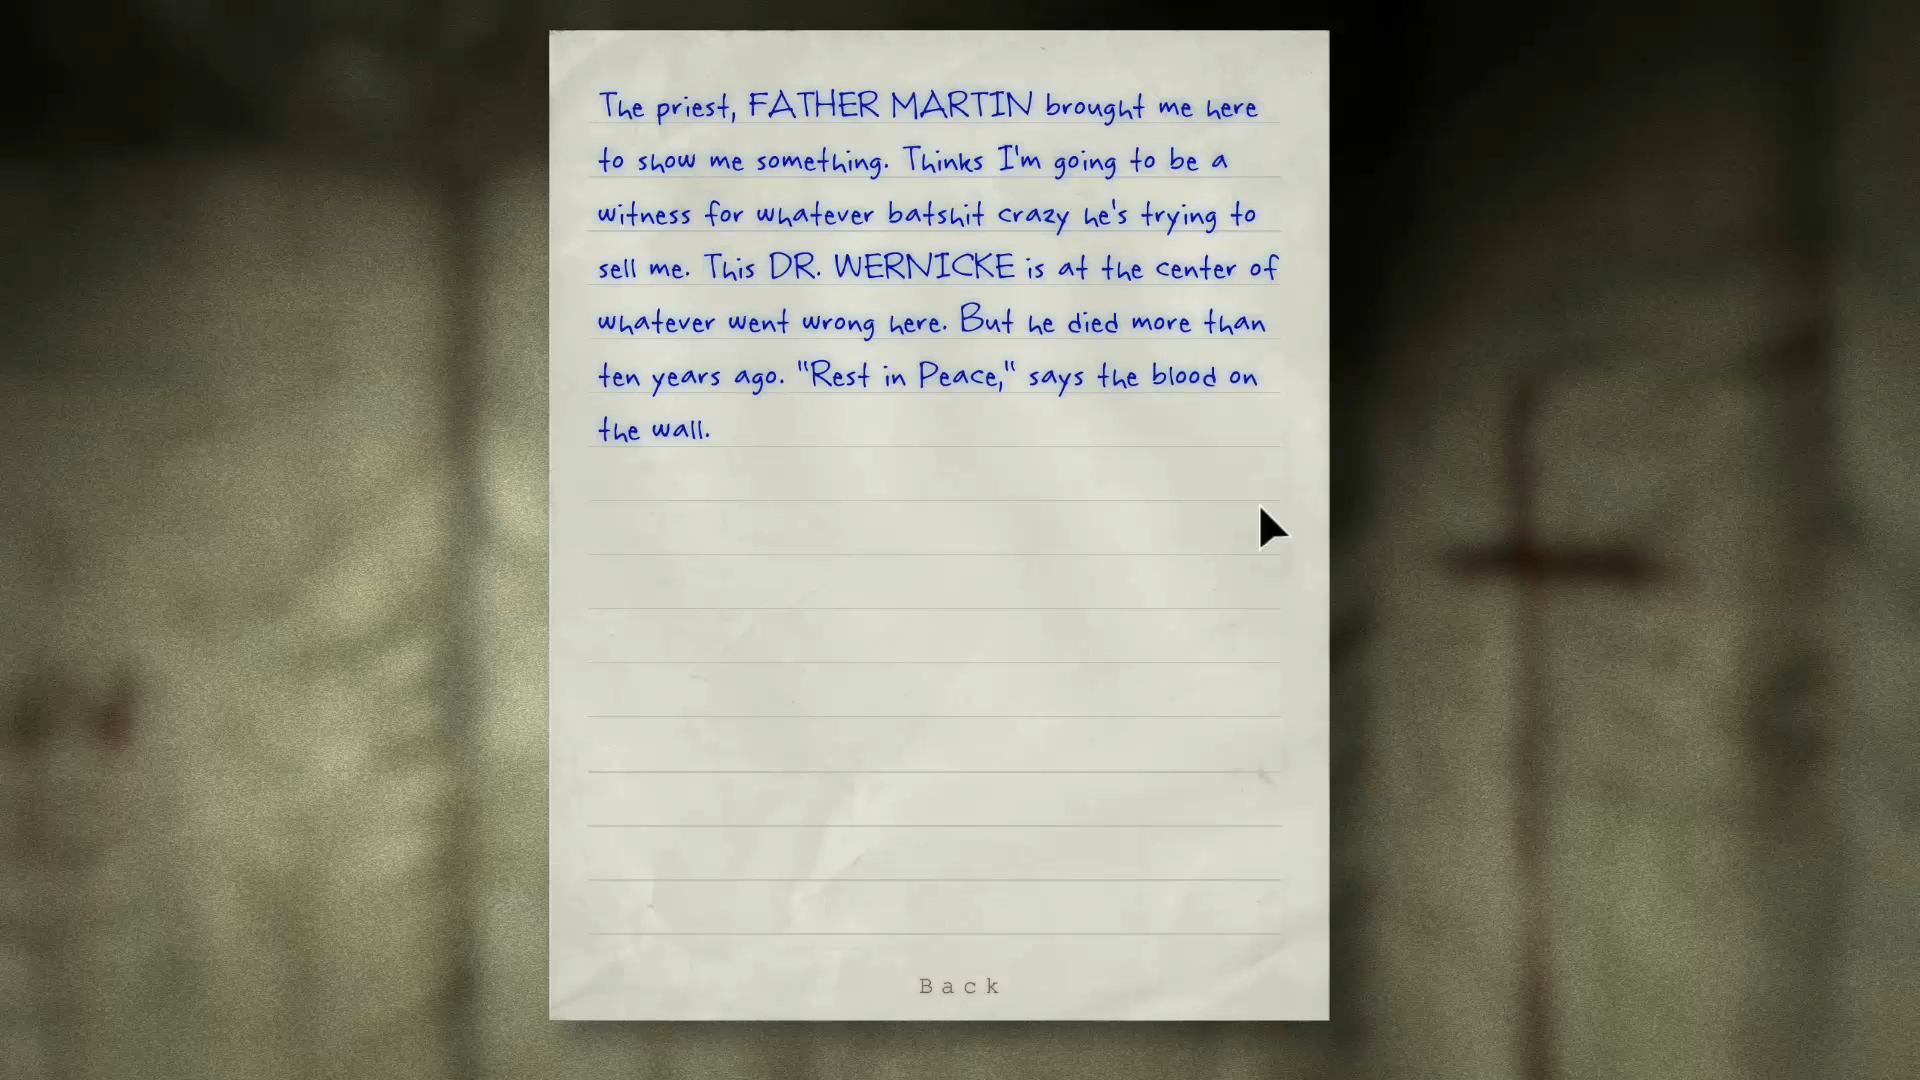 The priest, FATHER MARTIN brought me here
to show me something. Thinks I'm going to be a
witness for whatever batshit crazy he's trying to
sell me. This DR. WERNICKE is at the center of
whatever went wrong here. But he died more than
ten years ago. "Rest in Peace," says the blood on
the wall.
Back